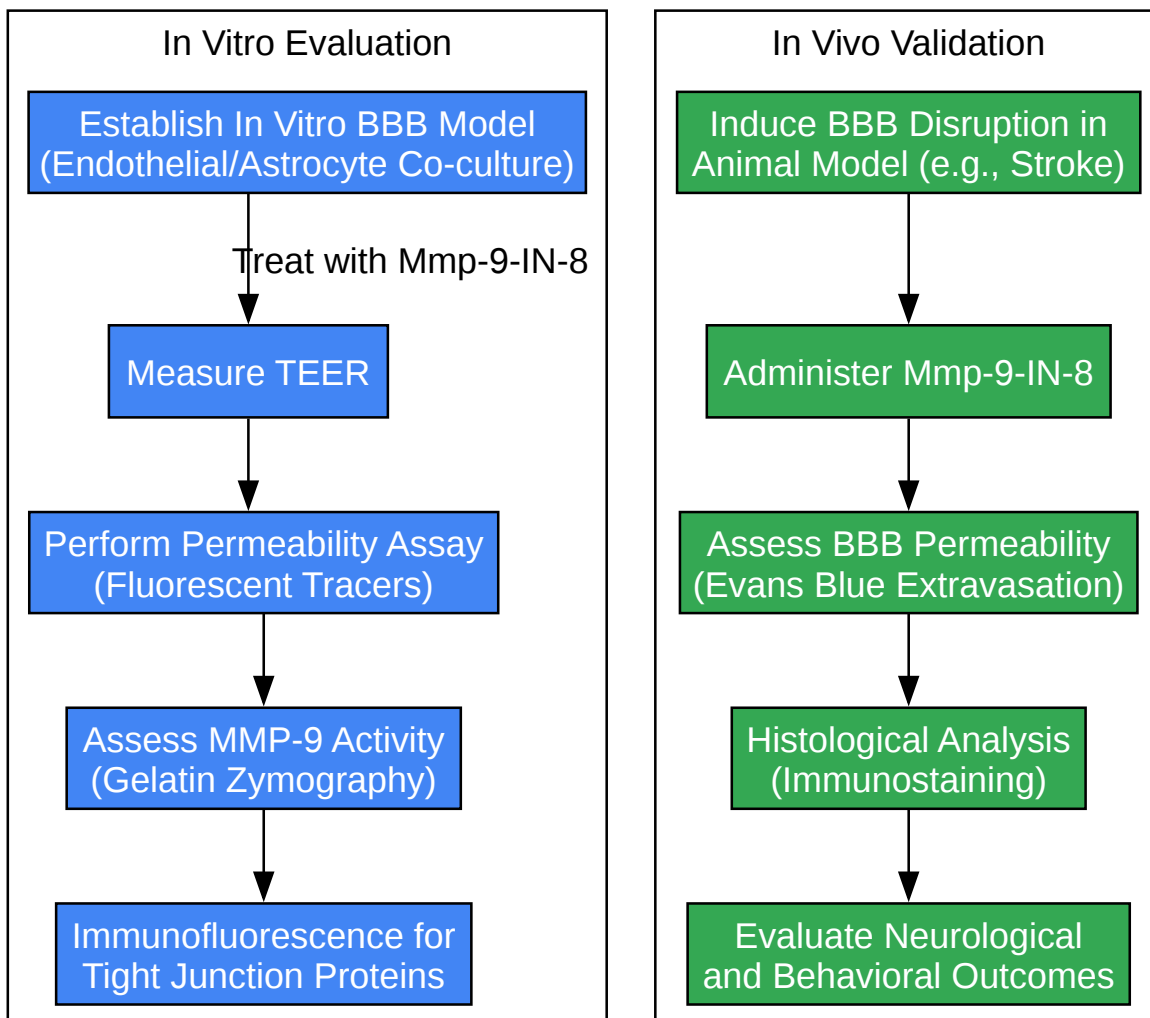 In Vitro Evaluation
Establish In Vitro BBB Model
(Endothelial/Astrocyte Co-culture)
Treat with Mmp-9-IN-8
Measure TEER
Perform Permeability Assay
(Fluorescent Tracers)
Assess MMP-9 Activity
(Gelatin Zymography)
Immunofluorescence for
Tight Junction Proteins
In Vivo Validation
Induce BBB Disruption in
Animal Model (e.g., Stroke)
Administer Mmp-9-IN-8
Assess BBB Permeability
(Evans Blue Extravasation)
Histological Analysis
(Immunostaining)
Evaluate Neurological
and Behavioral Outcomes